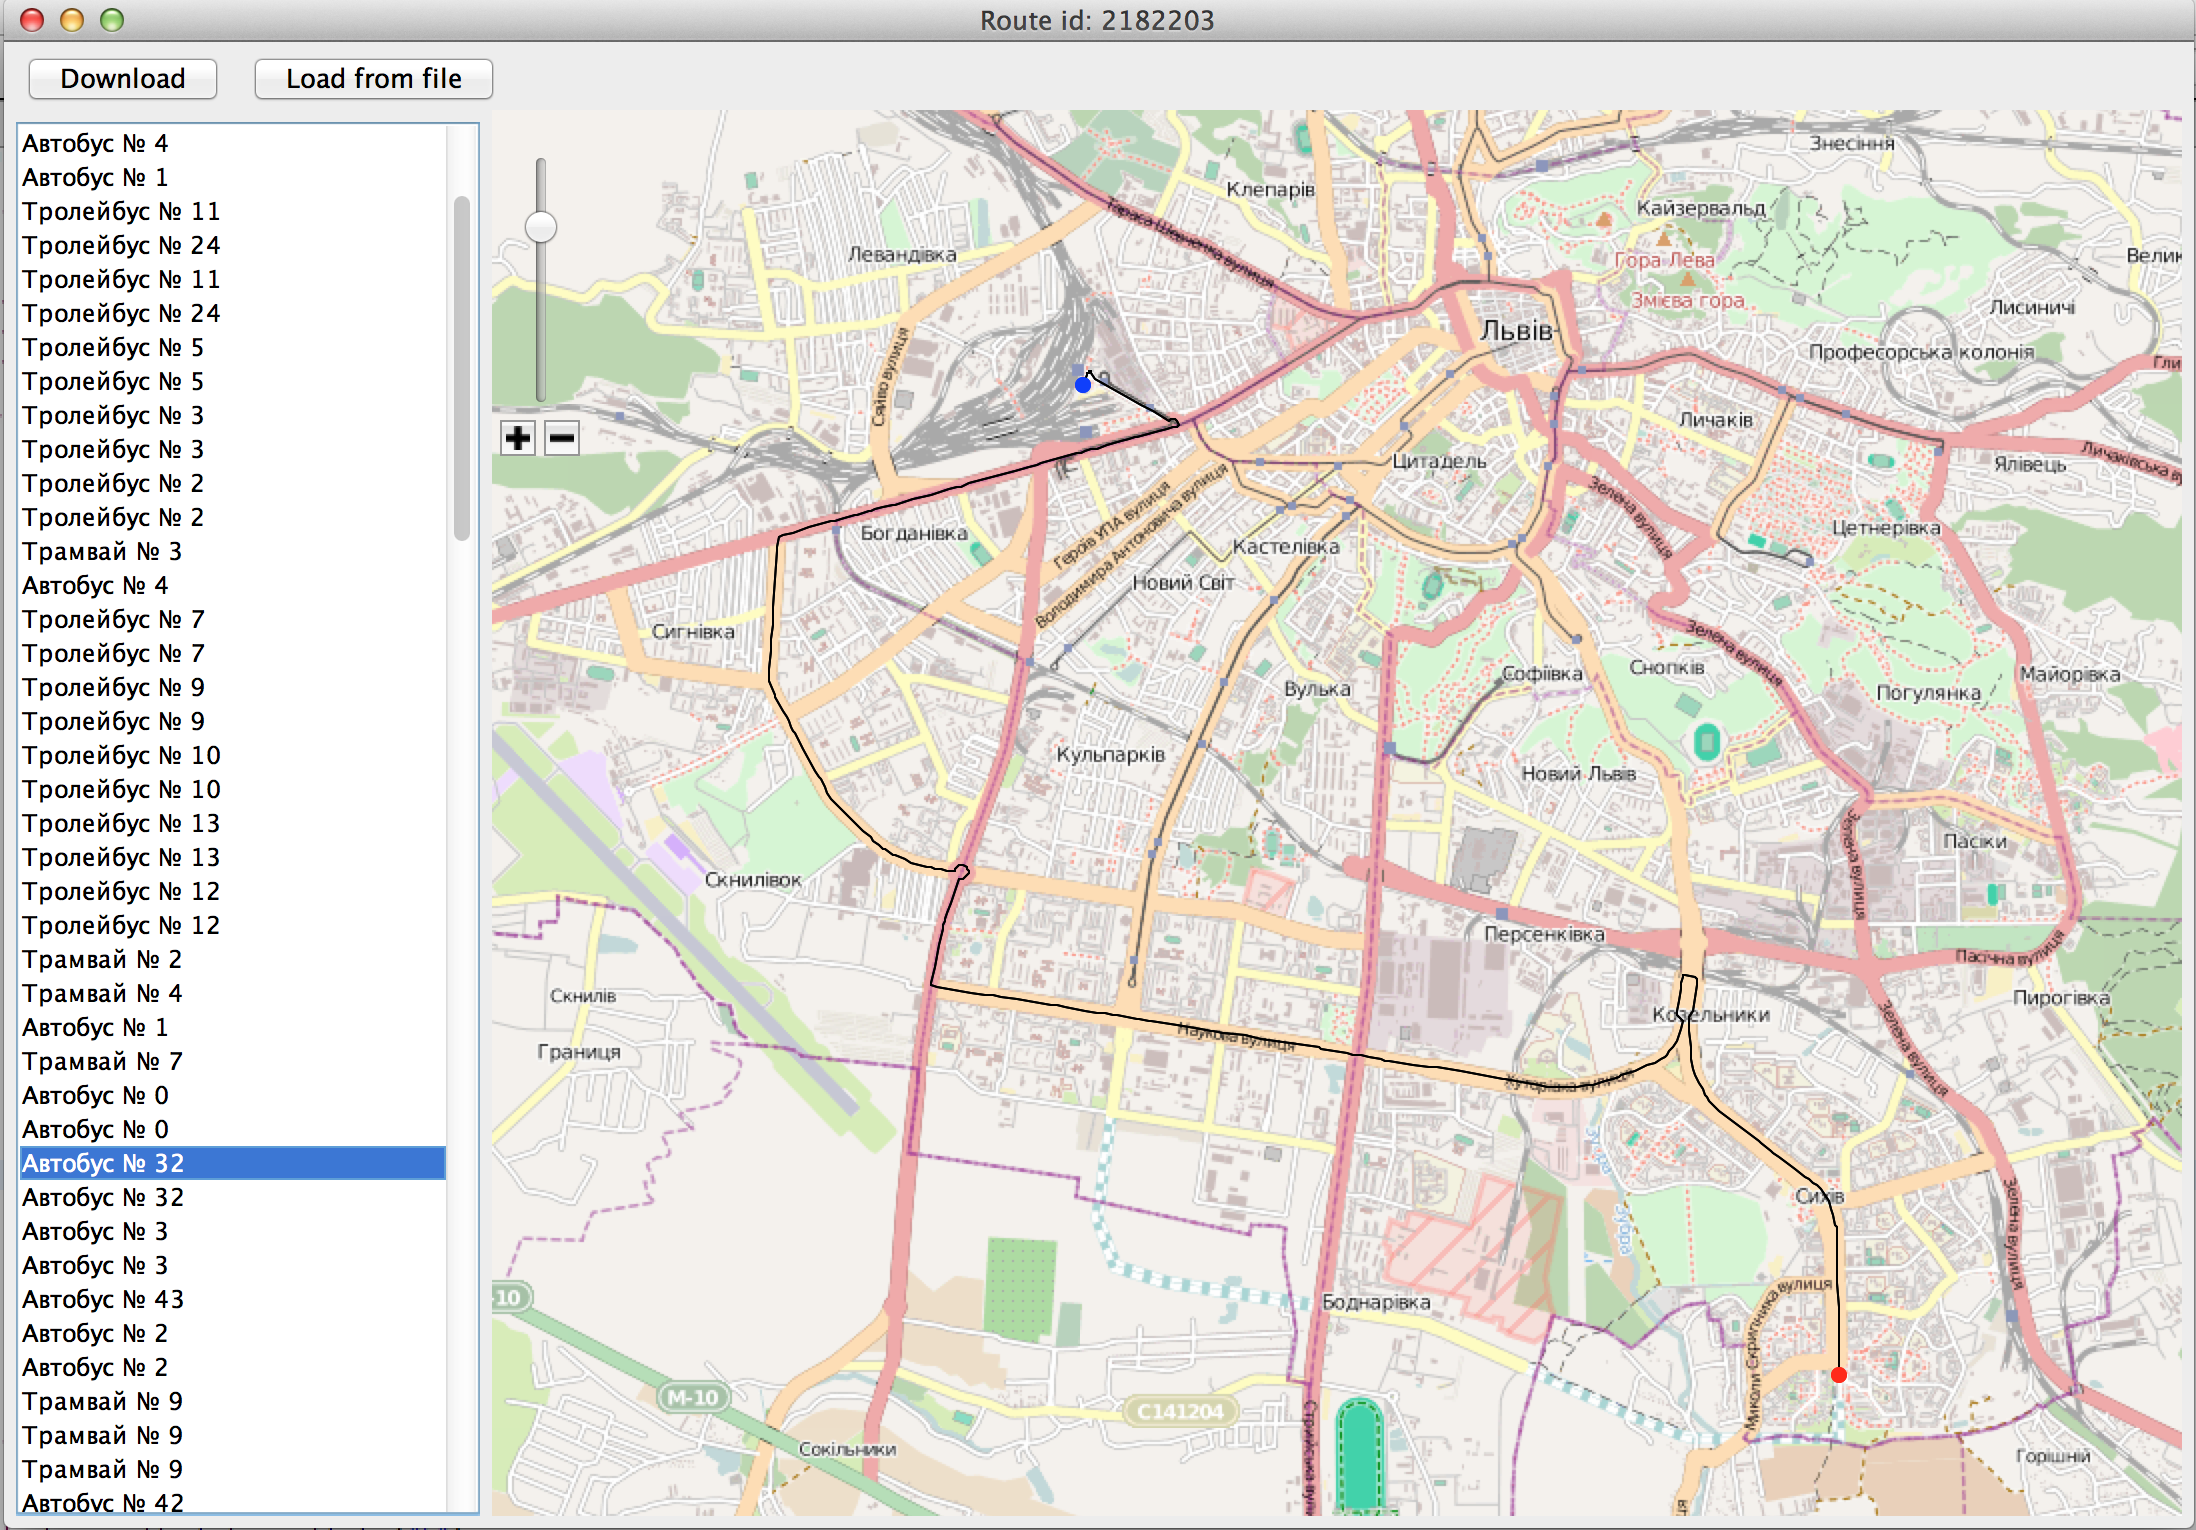 Route id: 2182203
Download
Load from file
Автобус № 4
Автобус № 1
Тролейбус № 11
Тролейбус № 24
Тролейбус № 11
Тролейбус № 24
Тролейбус № 5
Тролейбус № 5
Тролейбус № 3
Тролейбус № 3
Тролейбус № 2
Тролейбус № 2
Трамвай № 3
Автобус № 4
Тролейбус № 7
Тролейбус № 7
Тролейбус № 9
Тролейбус № 9
Тролейбус № 10
Тролейбус № 10
Тролейбус № 13
Тролейбус № 13
Тролейбус № 12
Тролейбус № 12
Трамвай № 2
Трамвай № 4
Автобус № 1
Трамвай № 7
Автобус № 0
Автобус № 0
Автобус № 32
Автобус № 32
Автобус № 3
Автобус № 3
Автобус № 43
Автобус № 2
Автобус № 2
Трамвай № 9
Трамвай № 9
Трамвай № 9
Автобус № 42
Знесіння
Клепарів
Кайзервальд
Тараса Шевченка вулиця
Левандівка
Гора Лева
Велик
Змієва гора
Лисиничі
Львів
Професорська колонія
Гли
Сяйво вулиця
Личаків
Цитадель
Личаківська в
Ялівець
Зелена вулиця
Героїв УПА вулиця
Володимира Антоновича вулиця
Богданівка
Цетнерівка
Кастелівка
Новий Світ
Сигнівка
Зелена вулиця
Софіївка
Снопків
Майорівка
Вулька
Погулянка
Кульпарків
Новий Львів
Зелена вулиця
Пасіки
Скнилівок
Персенківка
Пасічна вулиця
Скнилів
Пирогівка
Козельники
Наукова вулиця
Зелена вулиця
Границя
Хуторівка вулиця
Зубра
Сихів
Зубра
Зелена вулиця
Миколи Скрипника вулиця
-10
Боднарівка
M-10
C141204
Стрийська вул
Сокільники
Горішній